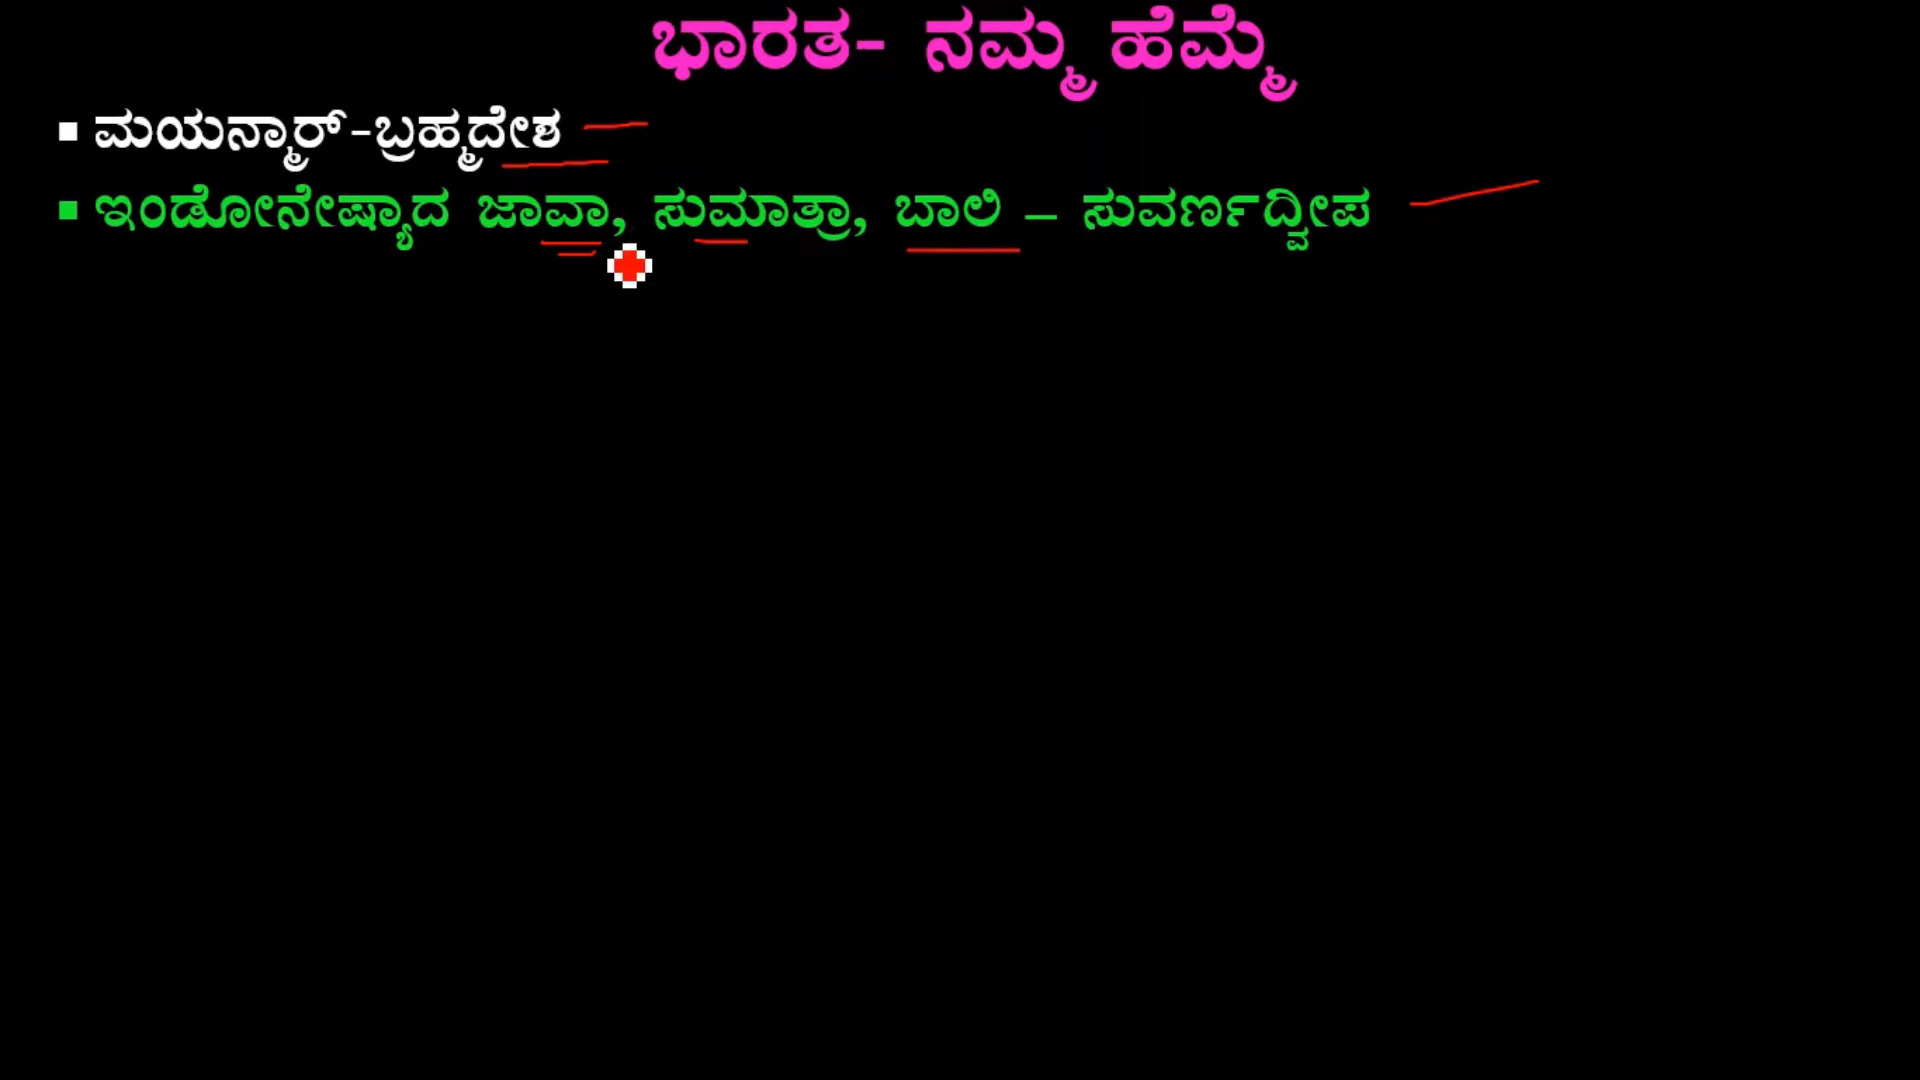 ಭಾರತ- ನಮ್ಮ ಹೆಮ್ಮೆ
▪ ಮಯನ್ಮಾರ್-ಬ್ರಹ್ಮದೇಶ
▪ ಇಂಡೋನೇಷ್ಯಾದ ಜಾವಾ, ಸುಮಾತ್ರಾ, ಬಾಲಿ – ಸುವರ್ಣದ್ವೀಪ